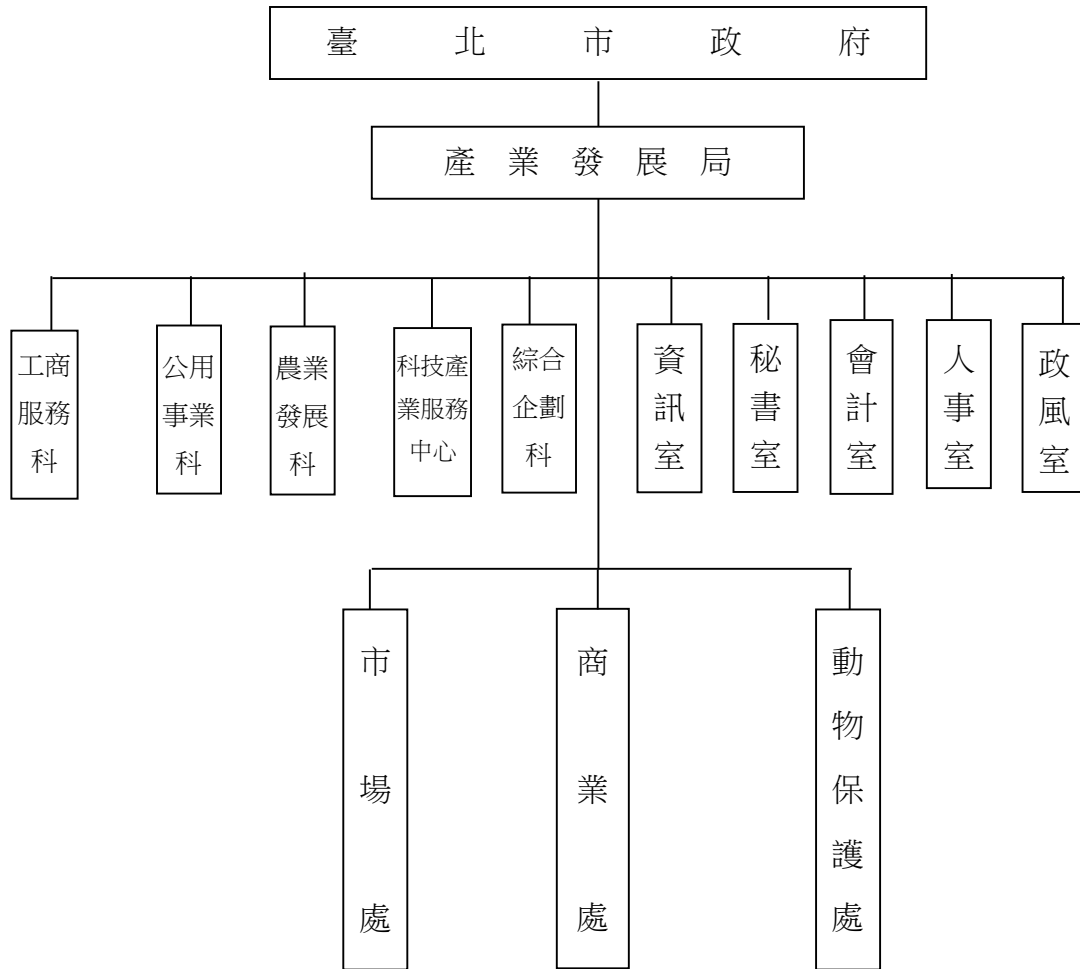 臺北市政府
產業發展局
工商
服務
科
公用
事業
科
農業
發展
科
科技產
業服務
中心
綜合
企劃
科
資訊室
秘書室
會計室
人事室
政風室
市場處
商業處
動物保護處